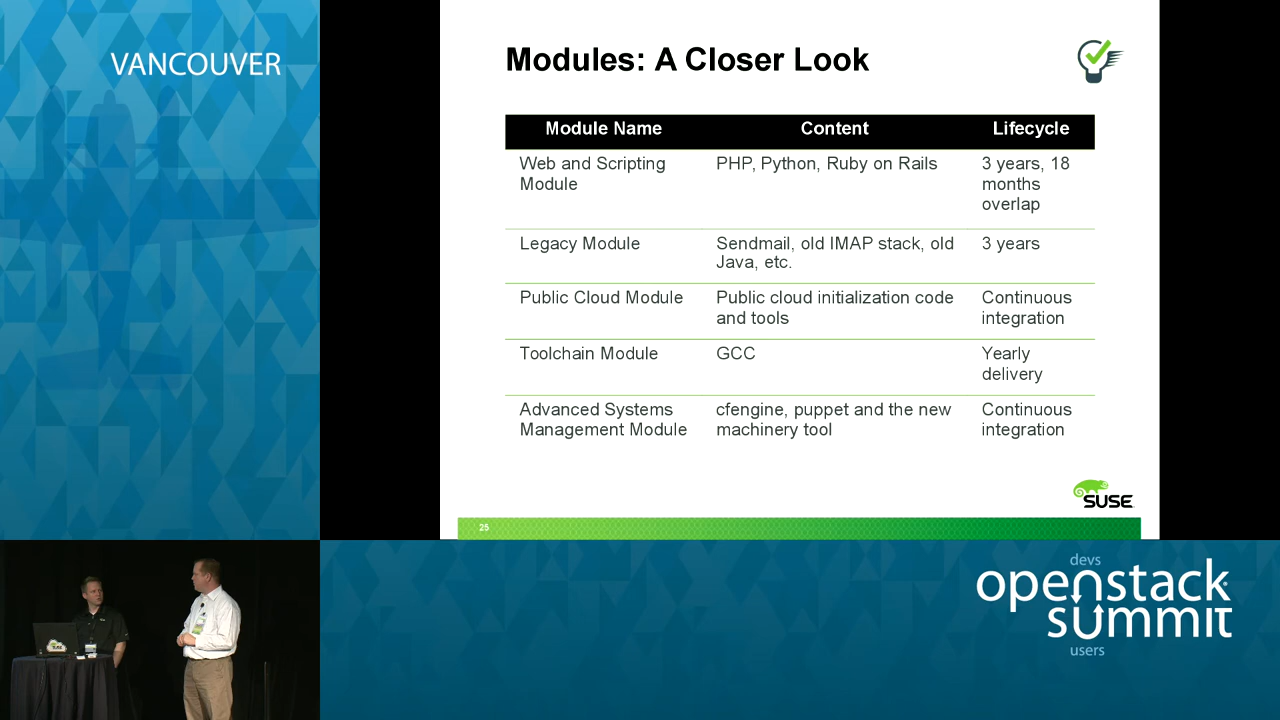 VANCOUVER
Modules: A Closer Look
Module Name Content Lifecycle
Web and Scripting PHP, Python, Ruby on Rails 3 years, 18
Module months
overlap
Legacy Module Sendmail, old IMAP stack, old 3 years
Java, etc.
Public Cloud Module Public cloud initialization code Continuous
and tools integration
Toolchain Module GCC Yearly
delivery
Advanced Systems cfengine, puppet and the new Continuous
Management Module machinery tool integration
SUSE
25
devs
openstack
summit
users
SUSE